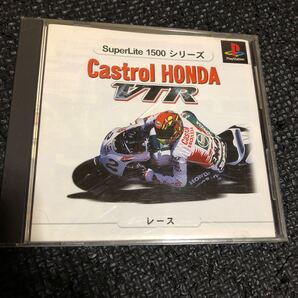 SuperLite 1500 シリーズ
PlayStation
Castrol HONDA
VTR
レース